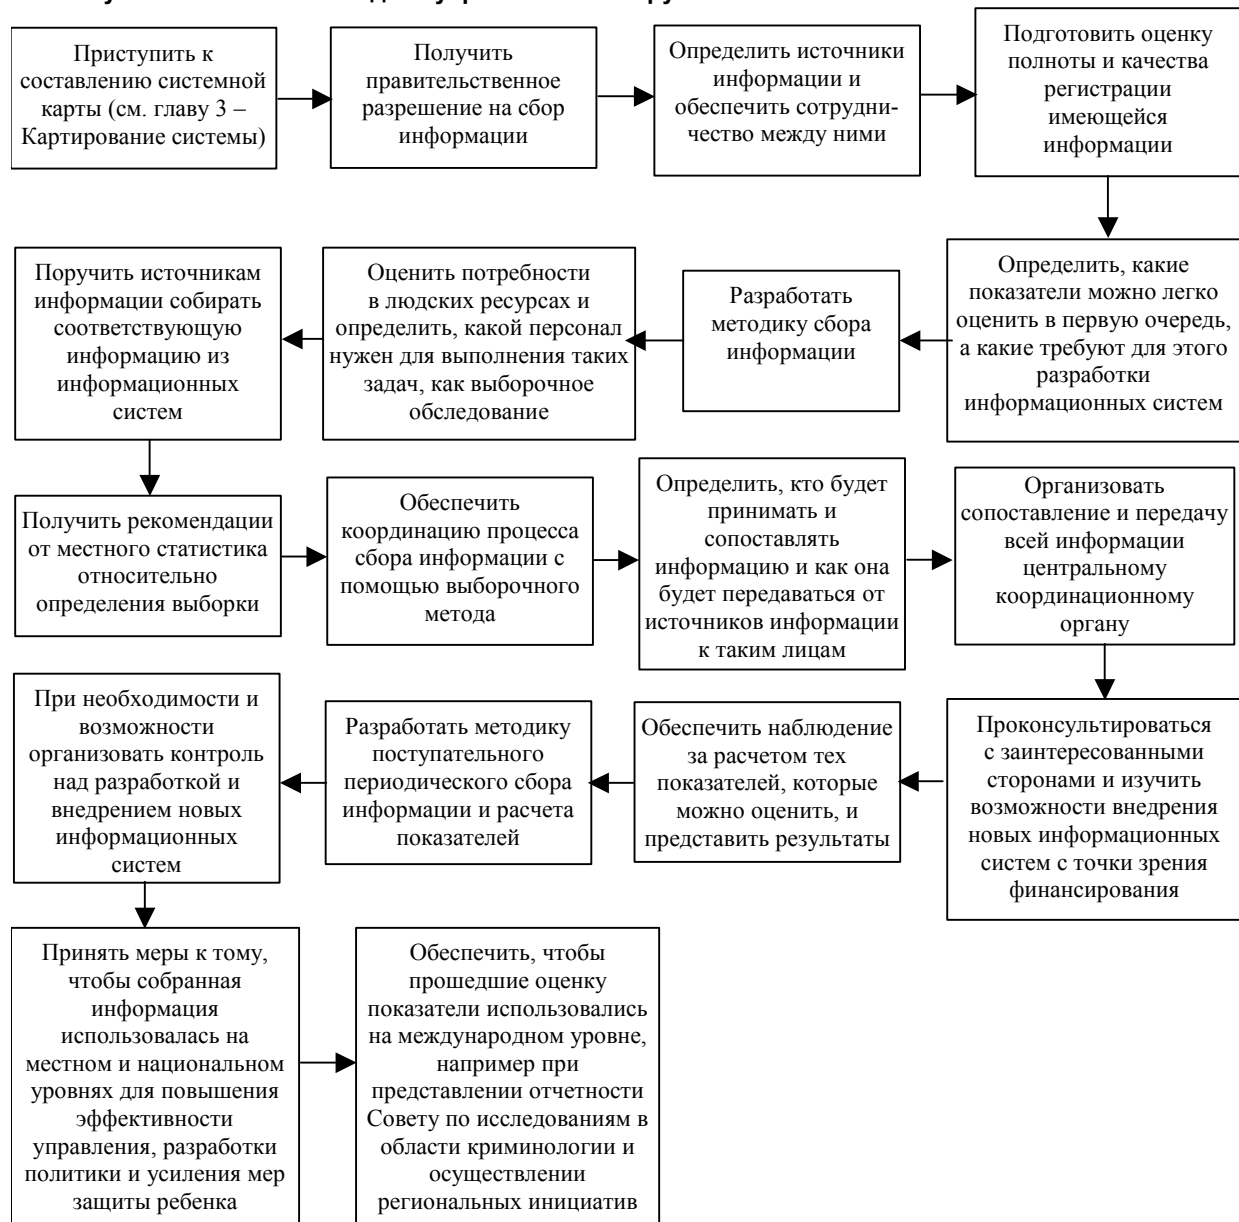 Приступить к
составлению системной
карты (см. главу 3 –
Картирование системы)
Получить
правительственное
разрешение на сбор
информации
Определить источники
информации и
обеспечить сотрудни-
чество между ними
Подготовить оценку
полноты и качества
регистрации
имеющейся
информации
Определить, какие
показатели можно легко
оценить в первую очередь,
а какие требуют для этого
разработки
информационных систем
Разработать
методику сбора
информации
Оценить потребности
в людских ресурсах и
определить, какой персонал
нужен для выполнения таких
задач, как выборочное
обследование
Поручить источникам
информации собирать
соответствующую
информацию из
информационных
систем
Получить рекомендации
от местного статистика
относительно
определения выборки
Обеспечить
координацию процесса
сбора информации с
помощью выборочного
метода
Определить, кто будет
принимать и
сопоставлять
информацию и как она
будет передаваться от
источников информации
к таким лицам
Организовать
сопоставление и передачу
всей информации
центральному
координационному
органу
Проконсультироваться
с заинтересованными
сторонами и изучить
возможности внедрения
новых информационных
систем с точки зрения
финансирования
Обеспечить наблюдение
за расчетом тех
показателей, которые
можно оценить, и
представить результаты
Разработать методику
поступательного
периодического сбора
информации и расчета
показателей
При необходимости и
возможности
организовать контроль
над разработкой и
внедрением новых
информационных
систем
Принять меры к тому,
чтобы собранная
информация
использовалась на
местном и национальном
уровнях для повышения
эффективности
управления, разработки
политики и усиления мер
защиты ребенка
Обеспечить, чтобы
прошедшие оценку
показатели использовались
на международном уровне,
например при
представлении отчетности
Совету по исследованиям в
области криминологии и
осуществлении
региональных инициатив